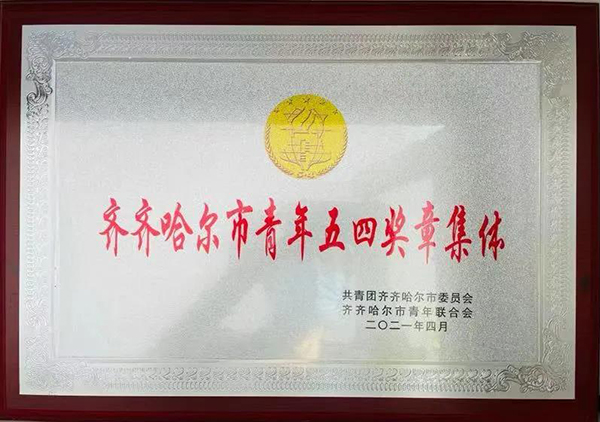 齐齐哈尔市青年五四奖章集体
共青团齐齐哈尔市委员会
齐齐哈尔市青年联合会
二〇二一年四月